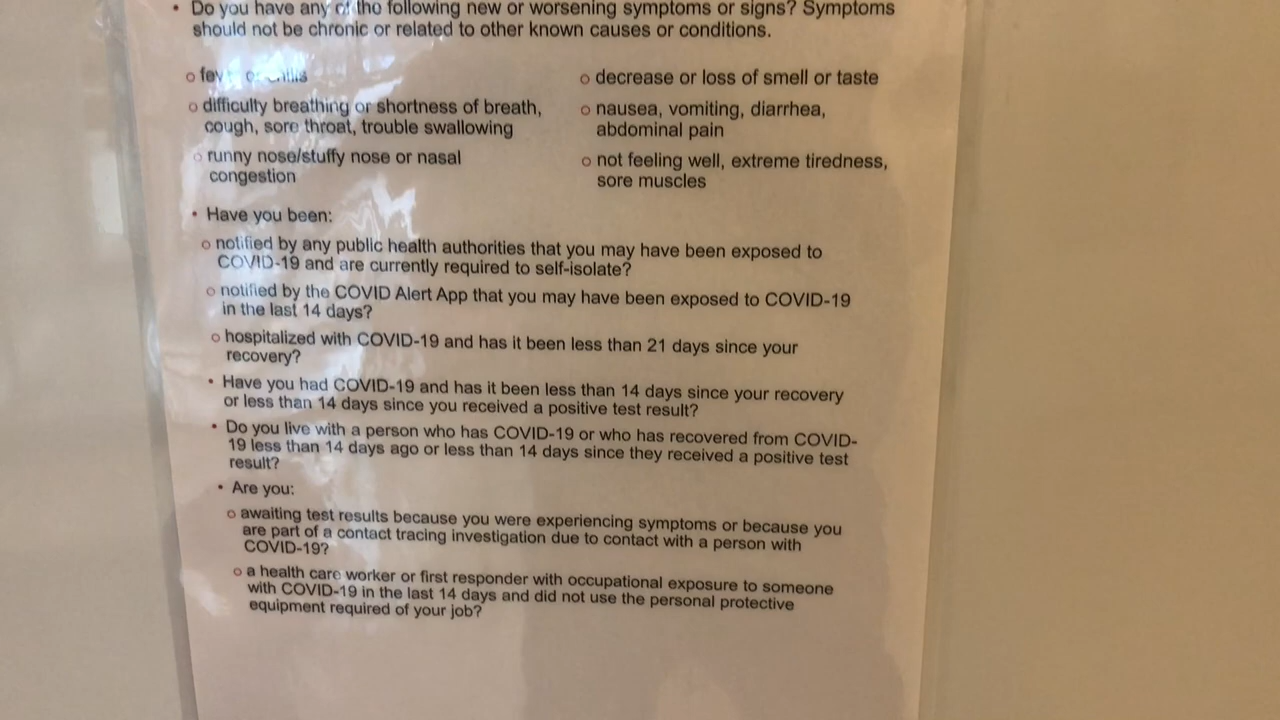 • Do you have any of the following new or worsening symptoms or signs? Symptoms
should not be chronic or related to other known causes or conditions.
o fever or chills
o difficulty breathing or shortness of breath,
cough, sore throat, trouble swallowing
o runny nose/stuffy nose or nasal
congestion
o decrease or loss of smell or taste
o nausea, vomiting, diarrhea,
abdominal pain
o not feeling well, extreme tiredness,
sore muscles
• Have you been:
o notified by any public health authorities that you may have been exposed to
COVID-19 and are currently required to self-isolate?
o notified by the COVID Alert App that you may have been exposed to COVID-19
in the last 14 days?
o hospitalized with COVID-19 and has it been less than 21 days since your
recovery?
• Have you had COVID-19 and has it been less than 14 days since your recovery
or less than 14 days since you received a positive test result?
• Do you live with a person who has COVID-19 or who has recovered from COVID-
19 less than 14 days ago or less than 14 days since they received a positive test
result?
• Are you:
o awaiting test results because you were experiencing symptoms or because you
are part of a contact tracing investigation due to contact with a person with
COVID-19?
o a health care worker or first responder with occupational exposure to someone
with COVID-19 in the last 14 days and did not use the personal protective
equipment required of your job?